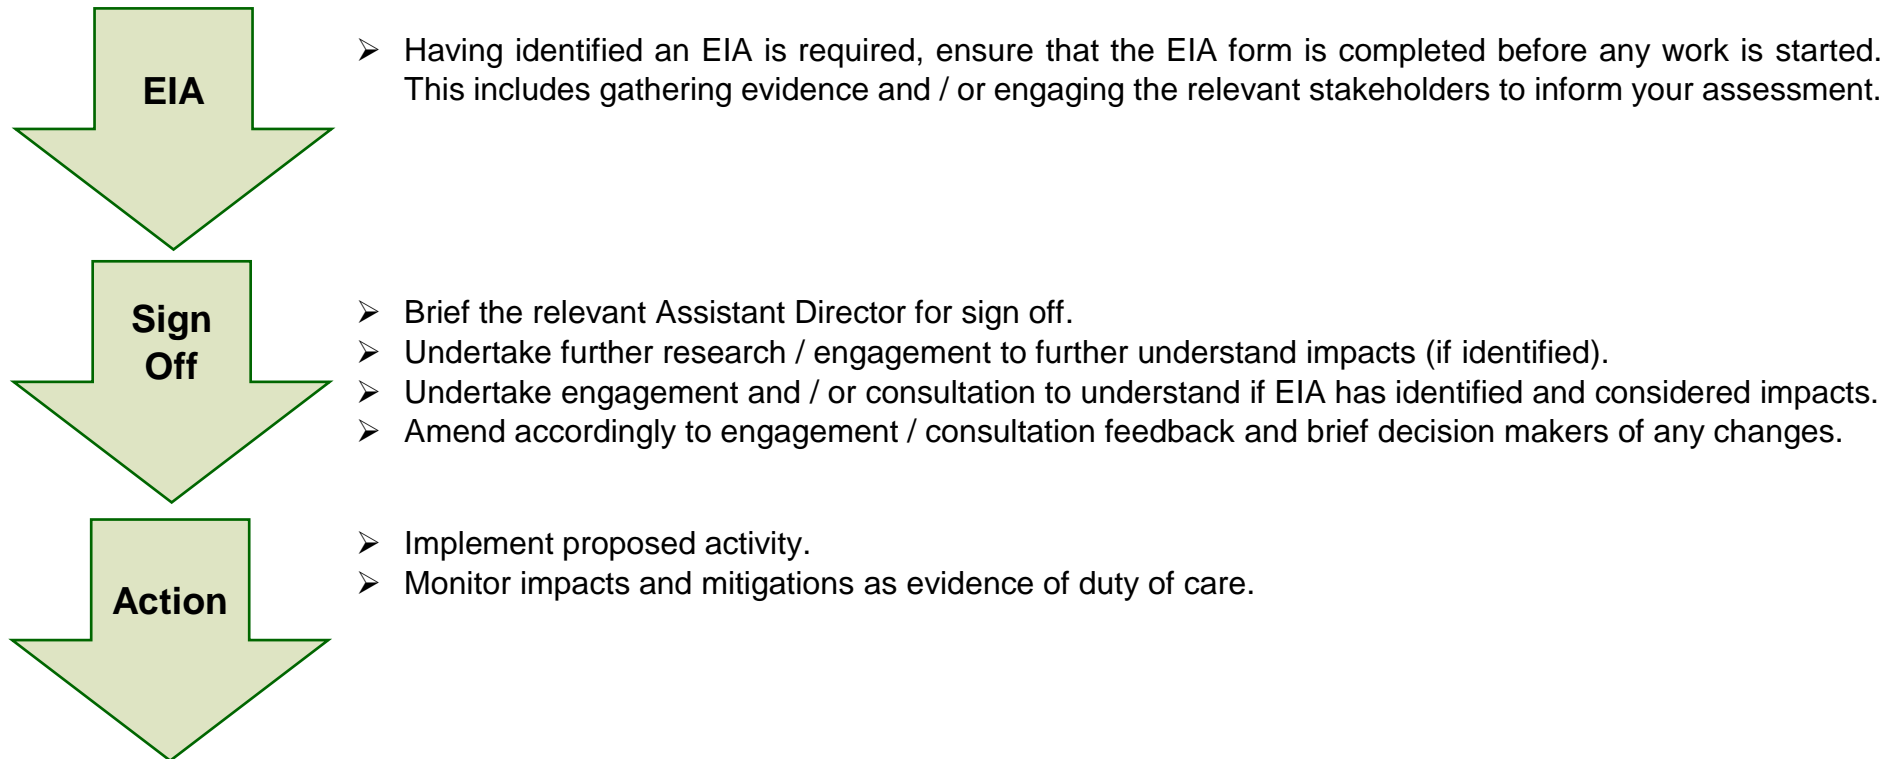 EIA
➢ Having identified an EIA is required, ensure that the EIA form is completed before any work is started.
This includes gathering evidence and / or engaging the relevant stakeholders to inform your assessment.
Sign
Off
➢ Brief the relevant Assistant Director for sign off.
➢ Undertake further research / engagement to further understand impacts (if identified).
➢ Undertake engagement and / or consultation to understand if EIA has identified and considered impacts.
➢ Amend accordingly to engagement / consultation feedback and brief decision makers of any changes.
Action
➢ Implement proposed activity.
➢ Monitor impacts and mitigations as evidence of duty of care.